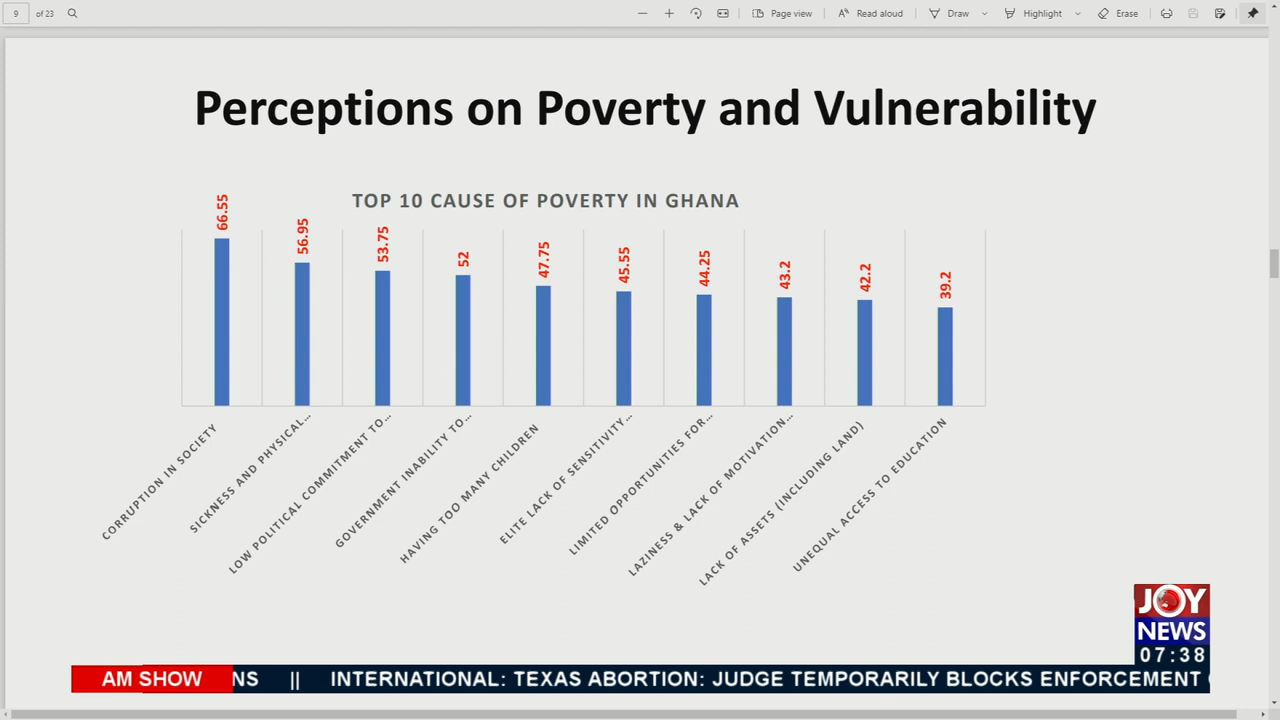 9 of 23 Page view Read aloud Draw Highlight Erase
Perceptions on Poverty and Vulnerability
TOP 10 CAUSE OF POVERTY IN GHANA
66.55
56.95
53.75
52
47.75
45.55
44.25
43.2
42.2
39.2
CORRUPTION IN SOCIETY
SICKNESS AND PHYSICAL…
LOW POLITICAL COMMITMENT TO…
GOVERNMENT INABILITY TO…
HAVING TOO MANY CHILDREN
ELITE LACK OF SENSITIVITY…
LIMITED OPPORTUNITIES FOR…
LAZINESS & LACK OF MOTIVATION…
LACK OF ASSETS (INCLUDING LAND)
UNEQUAL ACCESS TO EDUCATION
JOY
NEWS
07:38
AM SHOW NS || INTERNATIONAL: TEXAS ABORTION: JUDGE TEMPORARILY BLOCKS ENFORCEMENT